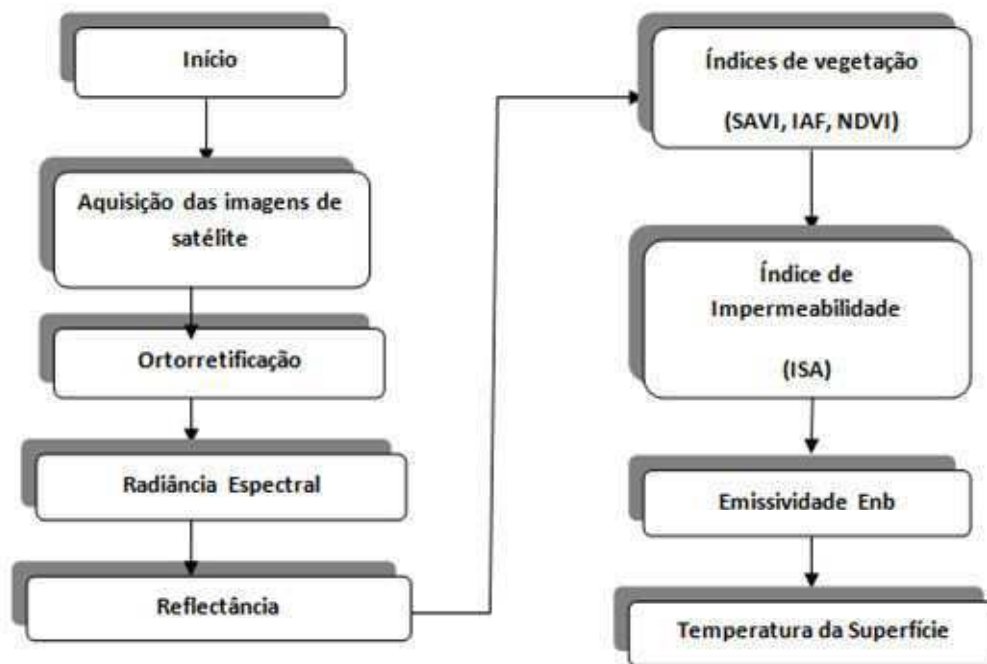 Início
Aquisição das imagens de
satélite
Ortorretificação
Radiância Espectral
Reflectância
Índices de vegetação
(SAVI, IAF, NDVI)
Índice de
Impermeabilidade
(ISA)
Emissividade Enb
Temperatura da Superfície